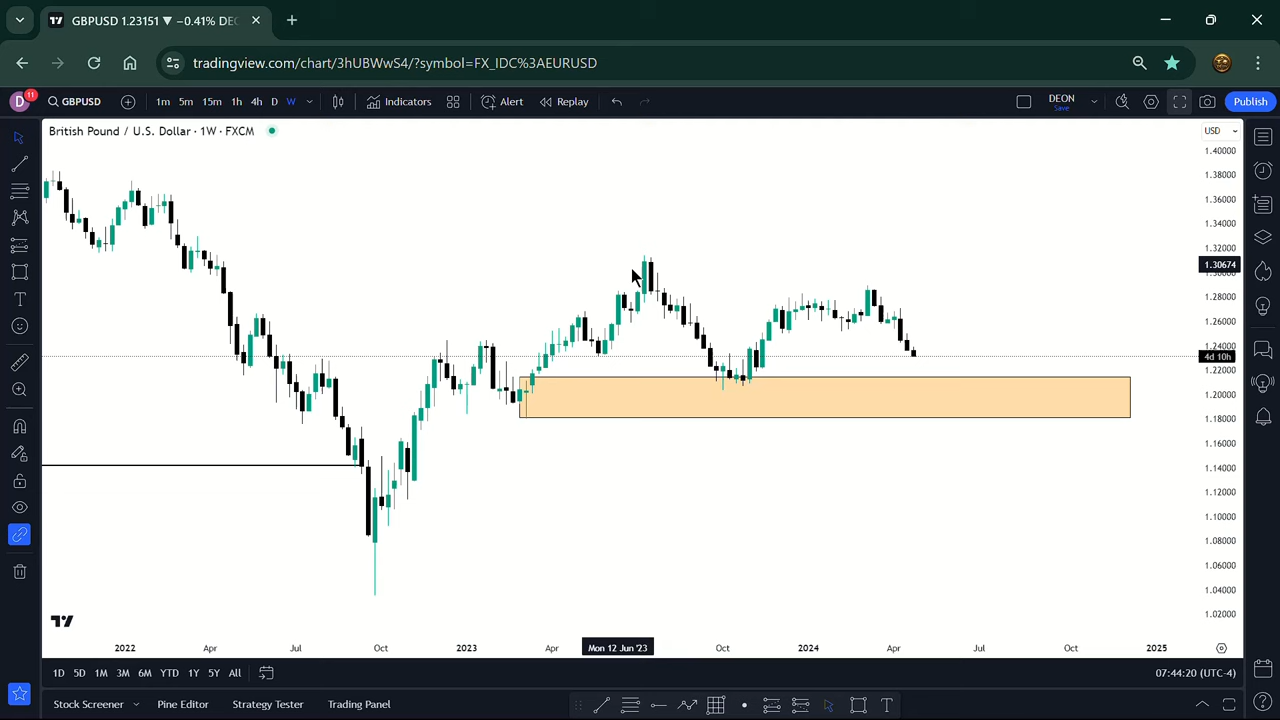 GBPUSD 1.23151 ▼ −0.41% DEO
tradingview.com/chart/3hUBWwS4/?symbol=FX_IDC%3AEURUSD
D 11 GBPUSD 1m 5m 15m 1h 4h D W Indicators Alert Replay DEON Save Publish
British Pound / U.S. Dollar · 1W · FXCM
USD
1.40000
1.38000
1.36000
1.34000
1.32000
1.30674
1.28000
1.26000
1.24000
4d 10h
1.22000
1.20000
1.18000
1.16000
1.14000
1.12000
1.10000
1.08000
1.06000
1.04000
1.02000
2022 Apr Jul Oct 2023 Apr Mon 12 Jun '23 Oct 2024 Apr Jul Oct 2025
1D 5D 1M 3M 6M YTD 1Y 5Y All 07:44:20 (UTC-4)
Stock Screener Pine Editor Strategy Tester Trading Panel